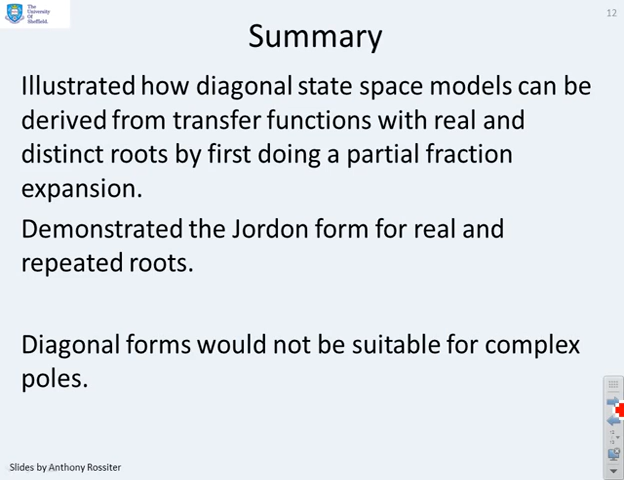 The
University
Of
Sheffield.
12
Summary
Illustrated how diagonal state space models can be
derived from transfer functions with real and
distinct roots by first doing a partial fraction
expansion.
Demonstrated the Jordon form for real and
repeated roots.
Diagonal forms would not be suitable for complex
poles.
Slides by Anthony Rossiter